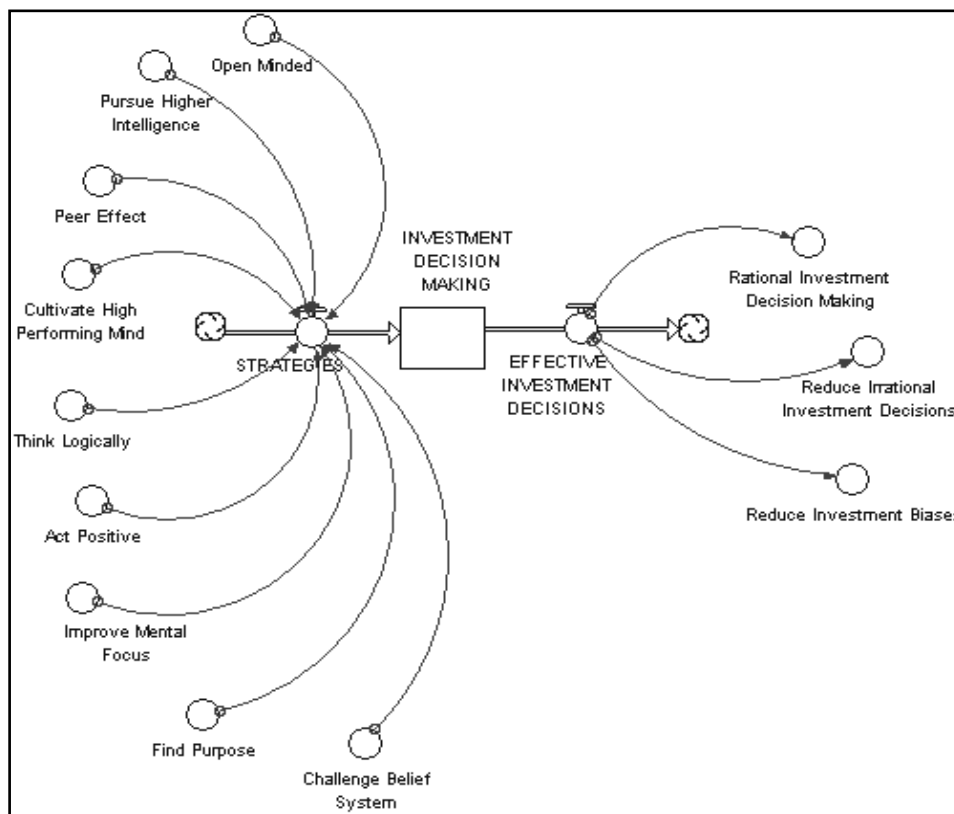 Open Minded
Pursue Higher
Intelligence
Peer Effect
INVESTMENT
DECISION
MAKING
Rational Investment
Decision Making
Cultivate High
Performing Mind
STRATEGIES
EFFECTIVE
INVESTMENT
DECISIONS
Reduce Irrational
Investment Decisions
Think Logically
Reduce Investment Biases
Act Positive
Improve Mental
Focus
Find Purpose
Challenge Belief
System